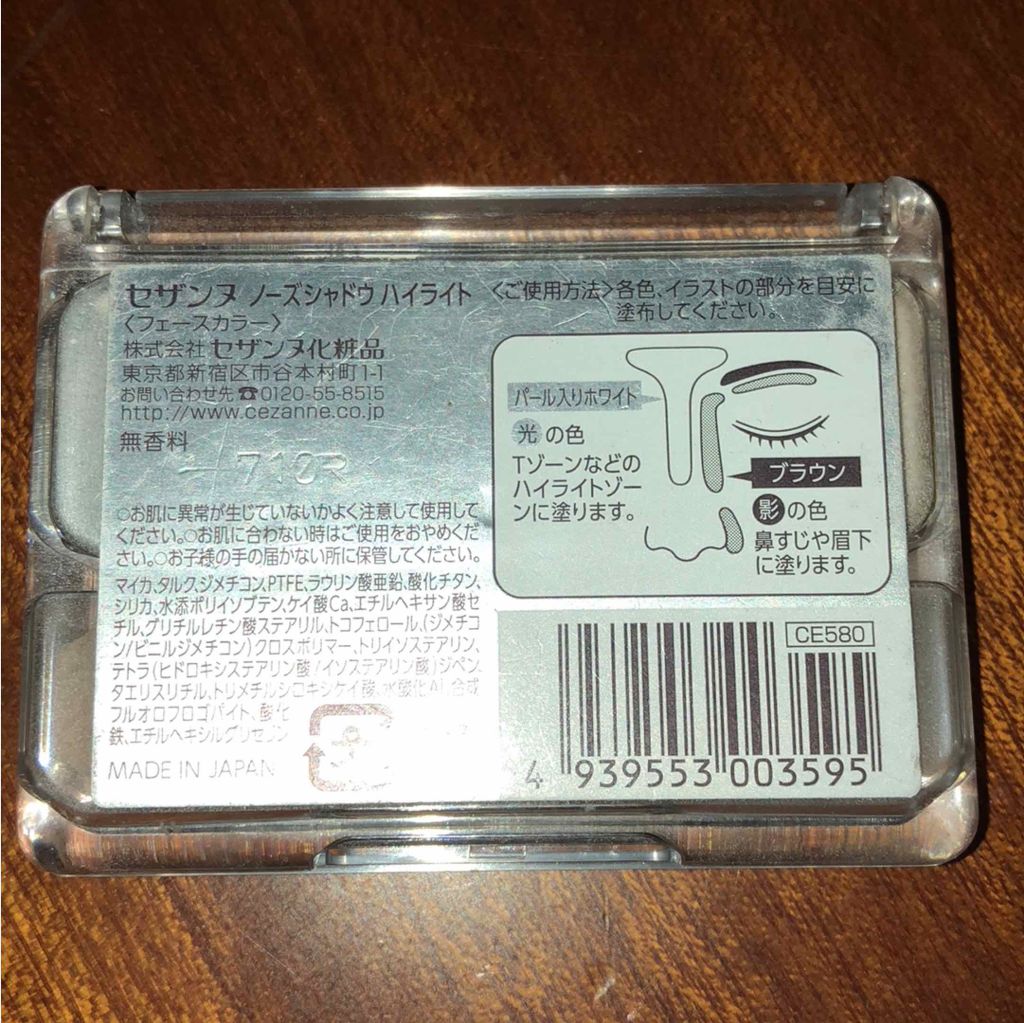 セザンヌ ノーズシャドウ ハイライト
〈フェースカラー〉
株式会社 セザンヌ化粧品
東京都新宿区市谷本村町1-1
お問い合わせ先☎0120-55-8515
http://www.cezanne.co.jp
無香料
710R
○お肌に異常が生じていないかよく注意して使用して
ください。○お肌に合わない時はご使用をおやめくだ
さい。○お子様の手の届かない所に保管してください。
マイカ,タルク,ジメチコン,PTFE,ラウリン酸亜鉛,酸化チタン,
シリカ,水添ポリイソブテン,ケイ酸Ca,エチルヘキサン酸セ
チル,グリチルレチン酸ステアリル,トコフェロール,(ジメチコ
ン/ビニルジメチコン)クロスポリマー,トリイソステアリン,
テトラ(ヒドロキシステアリン酸/イソステアリン酸)ジペン
タエリスリチル,トリメチルシロキシケイ酸,水酸化Al,合成
フルオロフロゴパイト,酸化
鉄,エチルヘキシルグリセリン
MADE IN JAPAN
〈ご使用方法〉各色、イラストの部分を目安に
塗布してください。
パール入りホワイト
光の色
Tゾーンなどの
ハイライトゾー
ンに塗ります。
ブラウン
影の色
鼻すじや眉下
に塗ります。
CE580
4 939553 003595